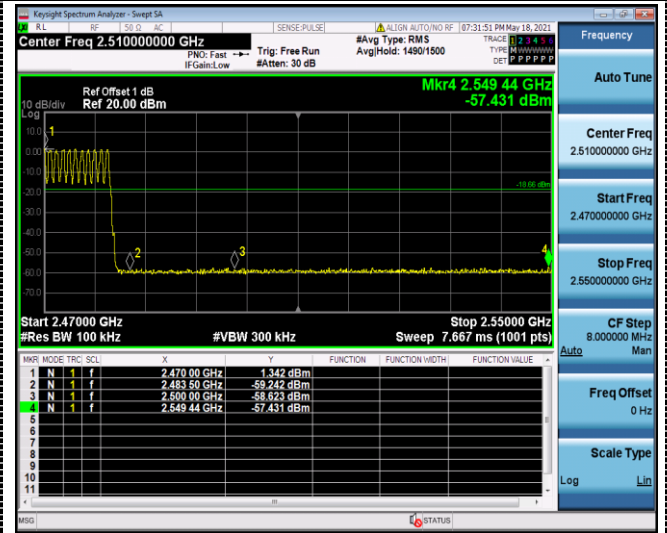 Keysight Spectrum Analyzer - Swept SA
RL RF 50 Ω AC SENSE:PULSE ALIGN AUTO/NO RF 07:31:51 PM May 18, 2021
Center Freq 2.510000000 GHz
PNO: Fast
IFGain:Low
Trig: Free Run
#Atten: 30 dB
#Avg Type: RMS
Avg|Hold: 1490/1500
TRACE 1 2 3 4 5 6
TYPE M W W W W W
DET P P P P P P
Ref Offset 1 dB
10 dB/div Ref 20.00 dBm
Log
Mkr4 2.549 44 GHz
-57.431 dBm
10.0
0.00
-10.0
-20.0
-30.0
-40.0
-50.0
-60.0
-70.0
1
2
3
4
-18.66 dBm
Start 2.47000 GHz Stop 2.55000 GHz
#Res BW 100 kHz #VBW 300 kHz Sweep 7.667 ms (1001 pts)
MKR MODE TRC SCL X Y FUNCTION FUNCTION WIDTH FUNCTION VALUE
1 N 1 f 2.470 00 GHz 1.342 dBm
2 N 1 f 2.483 50 GHz -59.242 dBm
3 N 1 f 2.500 00 GHz -58.623 dBm
4 N 1 f 2.549 44 GHz -57.431 dBm
5
6
7
8
9
10
11
MSG STATUS
Frequency
Auto Tune
Center Freq
2.510000000 GHz
Start Freq
2.470000000 GHz
Stop Freq
2.550000000 GHz
CF Step
8.000000 MHz
Auto Man
Freq Offset
0 Hz
Scale Type
Log Lin